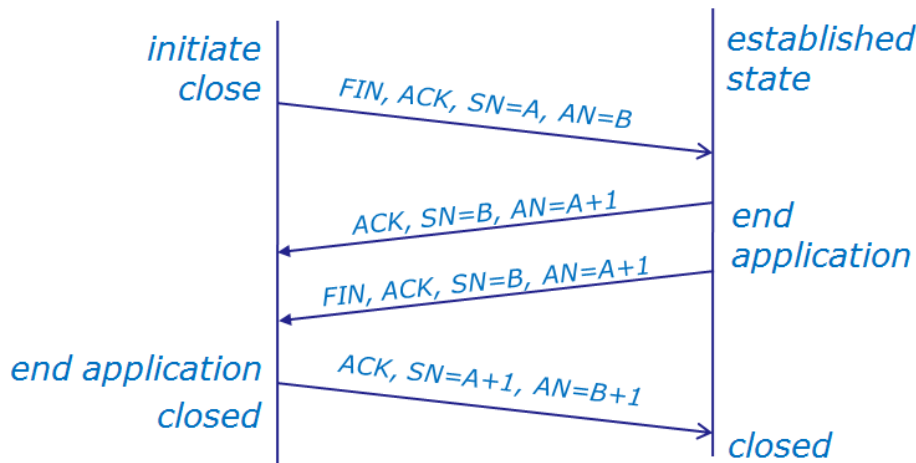 initiate
close
established
state
FIN, ACK, SN=A, AN=B
ACK, SN=B, AN=A+1
end
application
FIN, ACK, SN=B, AN=A+1
end application
closed
ACK, SN=A+1, AN=B+1
closed